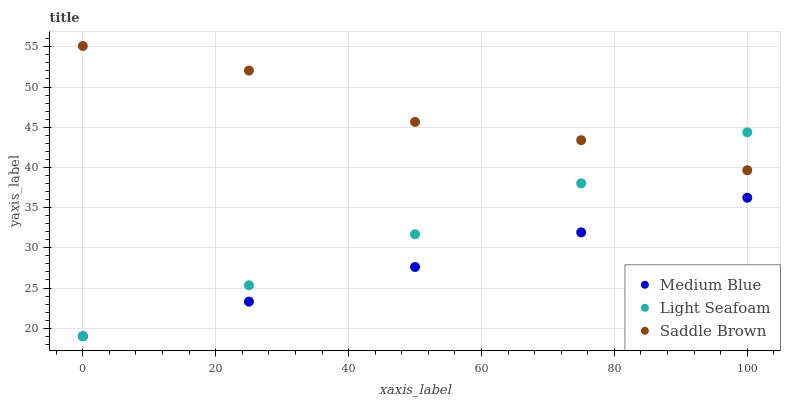 title
yaxis_label
55
50
45
40
35
30
25
20
0 20 40 60 80 100
xaxis_label
Medium Blue
Light Seafoam
Saddle Brown